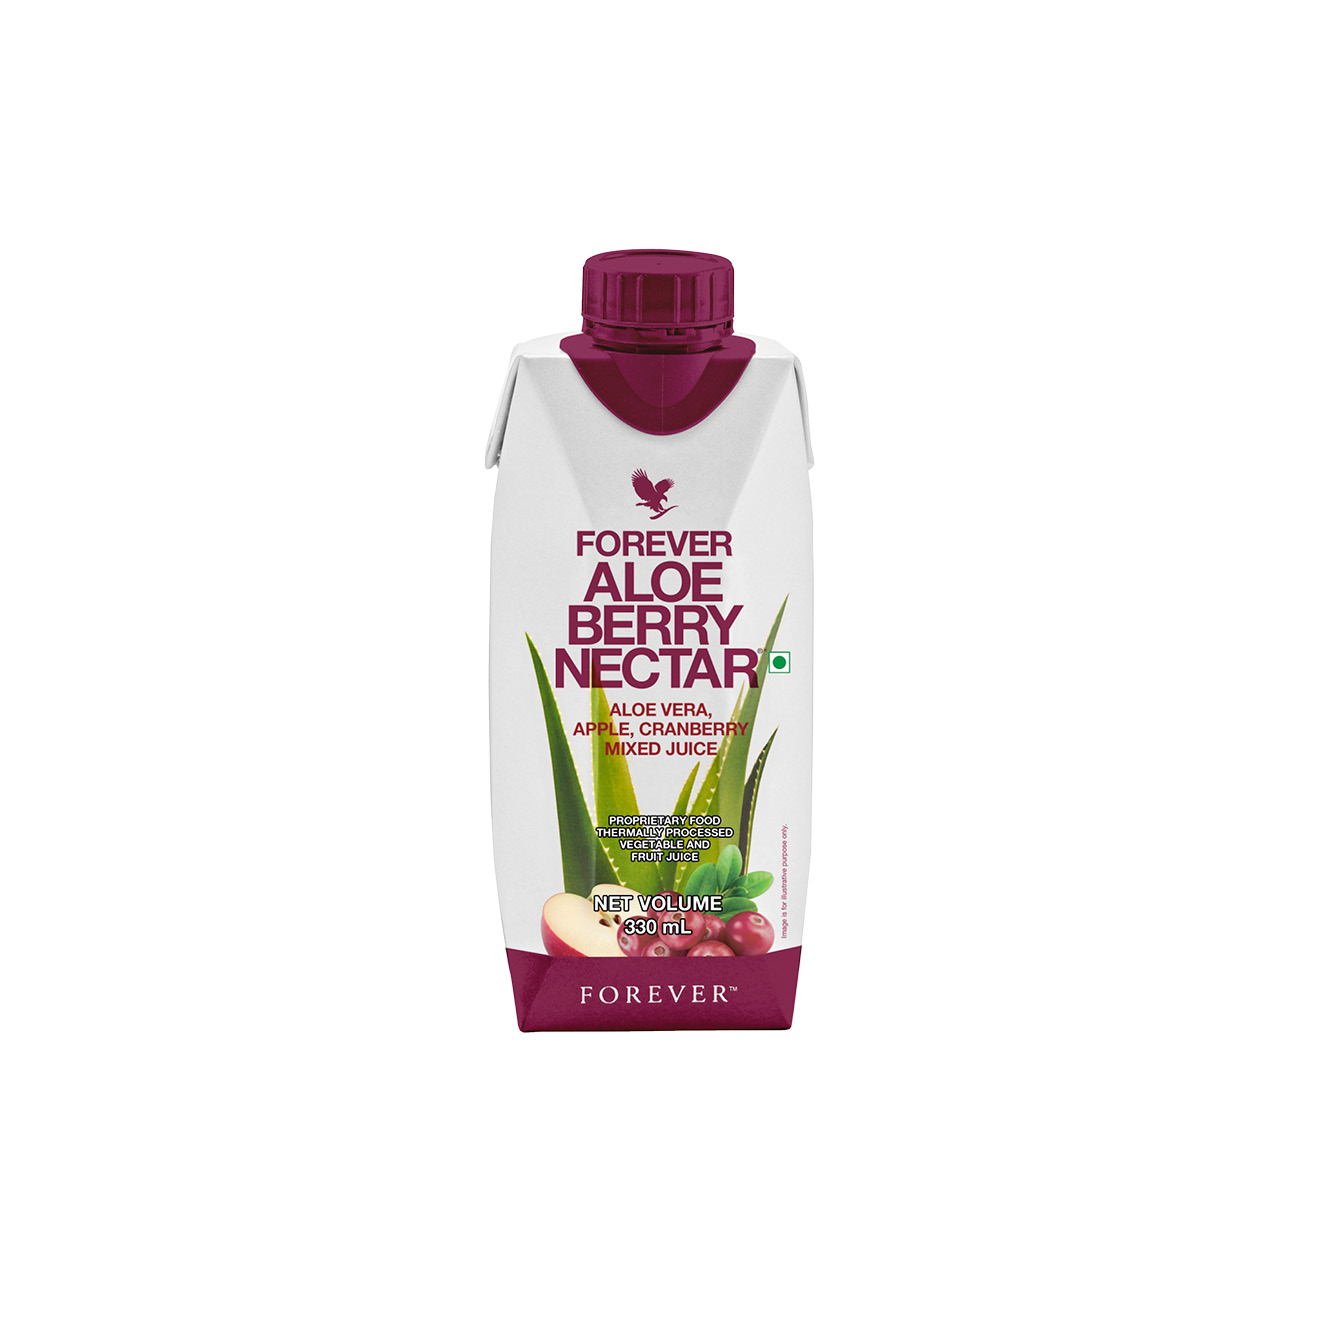 FOREVER
ALOE
BERRY
NECTAR®*
ALOE VERA,
APPLE, CRANBERRY
MIXED JUICE
PROPRIETARY FOOD
THERMALLY PROCESSED
VEGETABLE AND
FRUIT JUICE
NET VOLUME
330 mL
Image is for illustrative purpose only.
FOREVER™